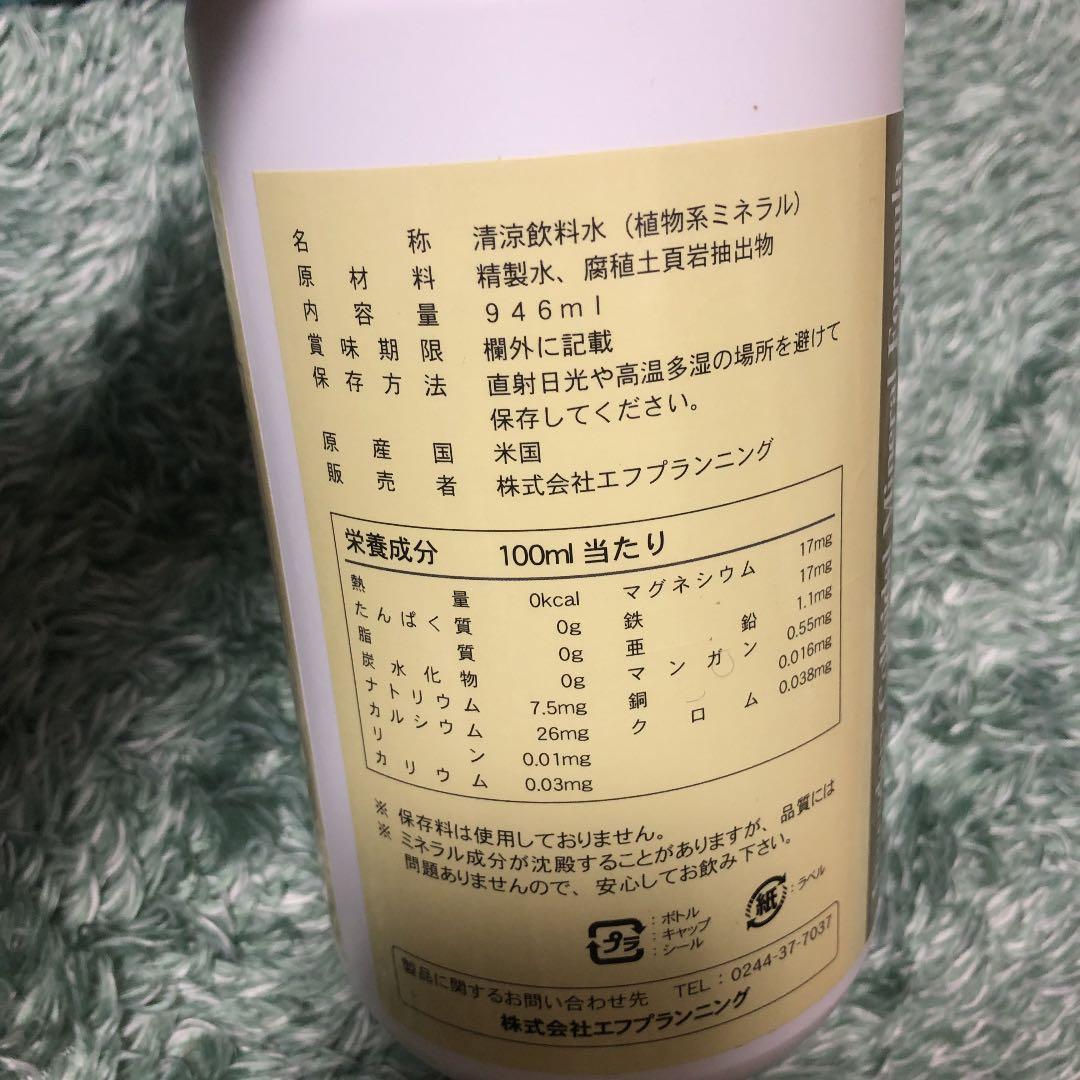 名称 清涼飲料水（植物系ミネラル）
原材料 精製水、腐植土頁岩抽出物
内容量 946ml
賞味期限 欄外に記載
保存方法 直射日光や高温多湿の場所を避けて
保存してください。
原産国 米国
販売者 株式会社エフプランニング
栄養成分 100ml当たり
熱量 0kcal
たんぱく質 0g
脂質 0g
炭水化物 0g
ナトリウム 7.5mg
カルシウム 26mg
リン 0.01mg
カリウム 0.03mg
マグネシウム 17mg
鉄 17mg
亜鉛 1.1mg
マンガン 0.55mg
銅 0.016mg
クロム 0.038mg
※ 保存料は使用しておりません。
※ ミネラル成分が沈殿することがありますが、品質には
問題ありませんので、安心してお飲み下さい。
プラ：ボトル
：キャップ
：シール
紙：ラベル
製品に関するお問い合わせ先 TEL：0244-37-7037
株式会社エフプランニング